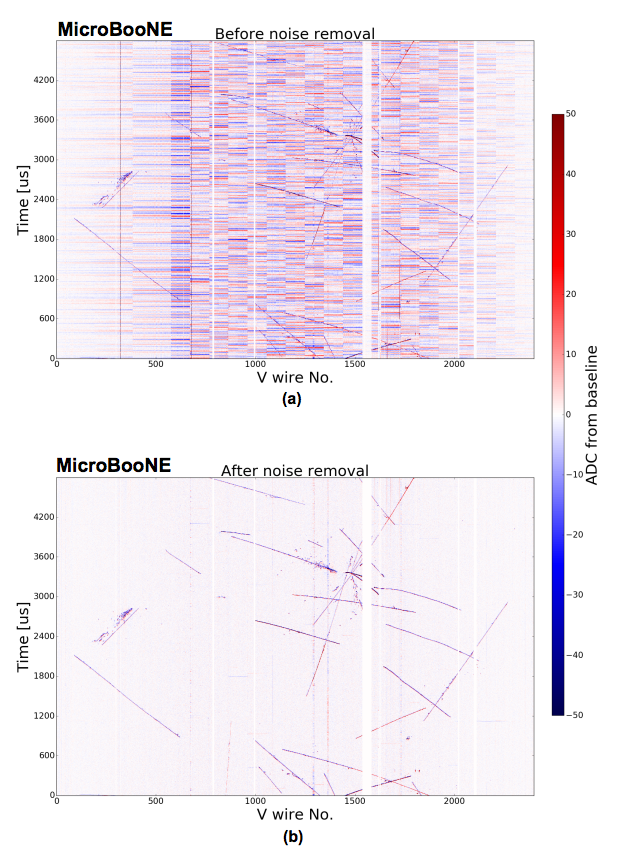 MicroBooNE
Before noise removal
4200
3600
3000
2400
1800
1200
600
0
Time [us]
0 500 1000 1500 2000
V wire No.
(a)
MicroBooNE
After noise removal
4200
3600
3000
2400
1800
1200
600
0
Time [us]
0 500 1000 1500 2000
V wire No.
(b)
50
40
30
20
10
0
−10
−20
−30
−40
−50
ADC from baseline